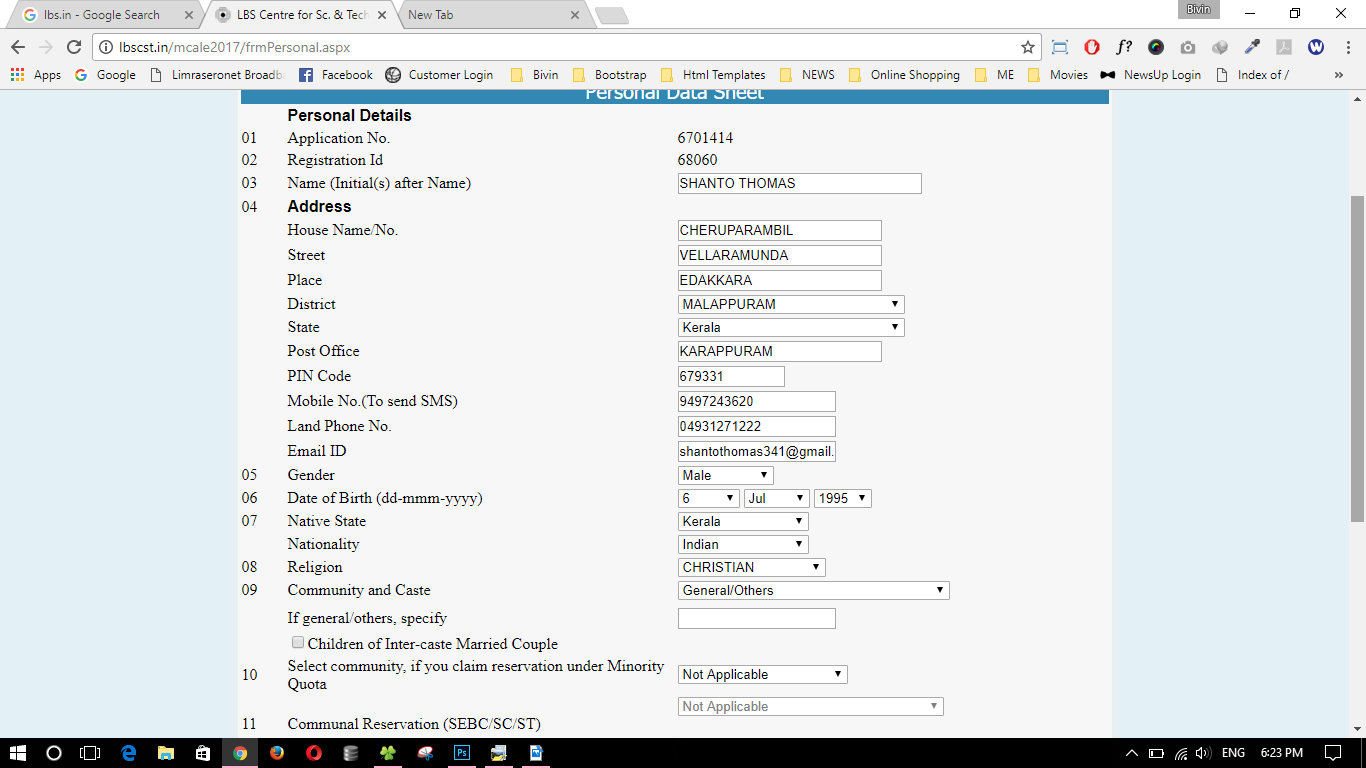 lbs.in - Google Search
LBS Centre for Sc. & Tech
New Tab
Bivin
lbscst.in/mcale2017/frmPersonal.aspx
f?
W
Apps Google Limraseronet Broadb Facebook Customer Login Bivin Bootstrap Html Templates NEWS Online Shopping ME Movies NewsUp Login Index of / »
Personal Data Sheet
Personal Details
01 Application No. 6701414
02 Registration Id 68060
03 Name (Initial(s) after Name) SHANTO THOMAS
04 Address
House Name/No. CHERUPARAMBIL
Street VELLARAMUNDA
Place EDAKKARA
District MALAPPURAM
State Kerala
Post Office KARAPPURAM
PIN Code 679331
Mobile No.(To send SMS) 9497243620
Land Phone No. 04931271222
Email ID shantothomas341@gmail.
05 Gender Male
06 Date of Birth (dd-mmm-yyyy) 6 Jul 1995
07 Native State Kerala
Nationality Indian
08 Religion CHRISTIAN
09 Community and Caste General/Others
If general/others, specify
Children of Inter-caste Married Couple
10 Select community, if you claim reservation under Minority Quota Not Applicable
Not Applicable
11 Communal Reservation (SEBC/SC/ST)
Ps
ENG 6:23 PM